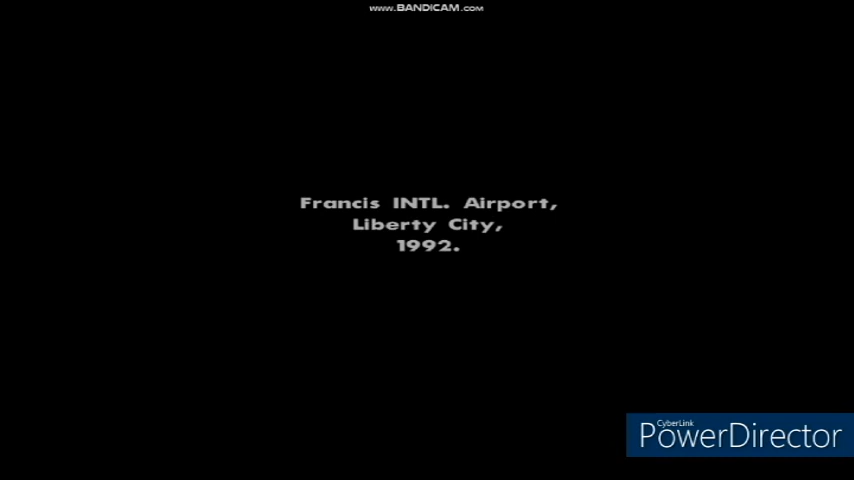 www.BANDICAM.com
Francis INTL. Airport,
Liberty City,
1992.
CyberLink
PowerDirector